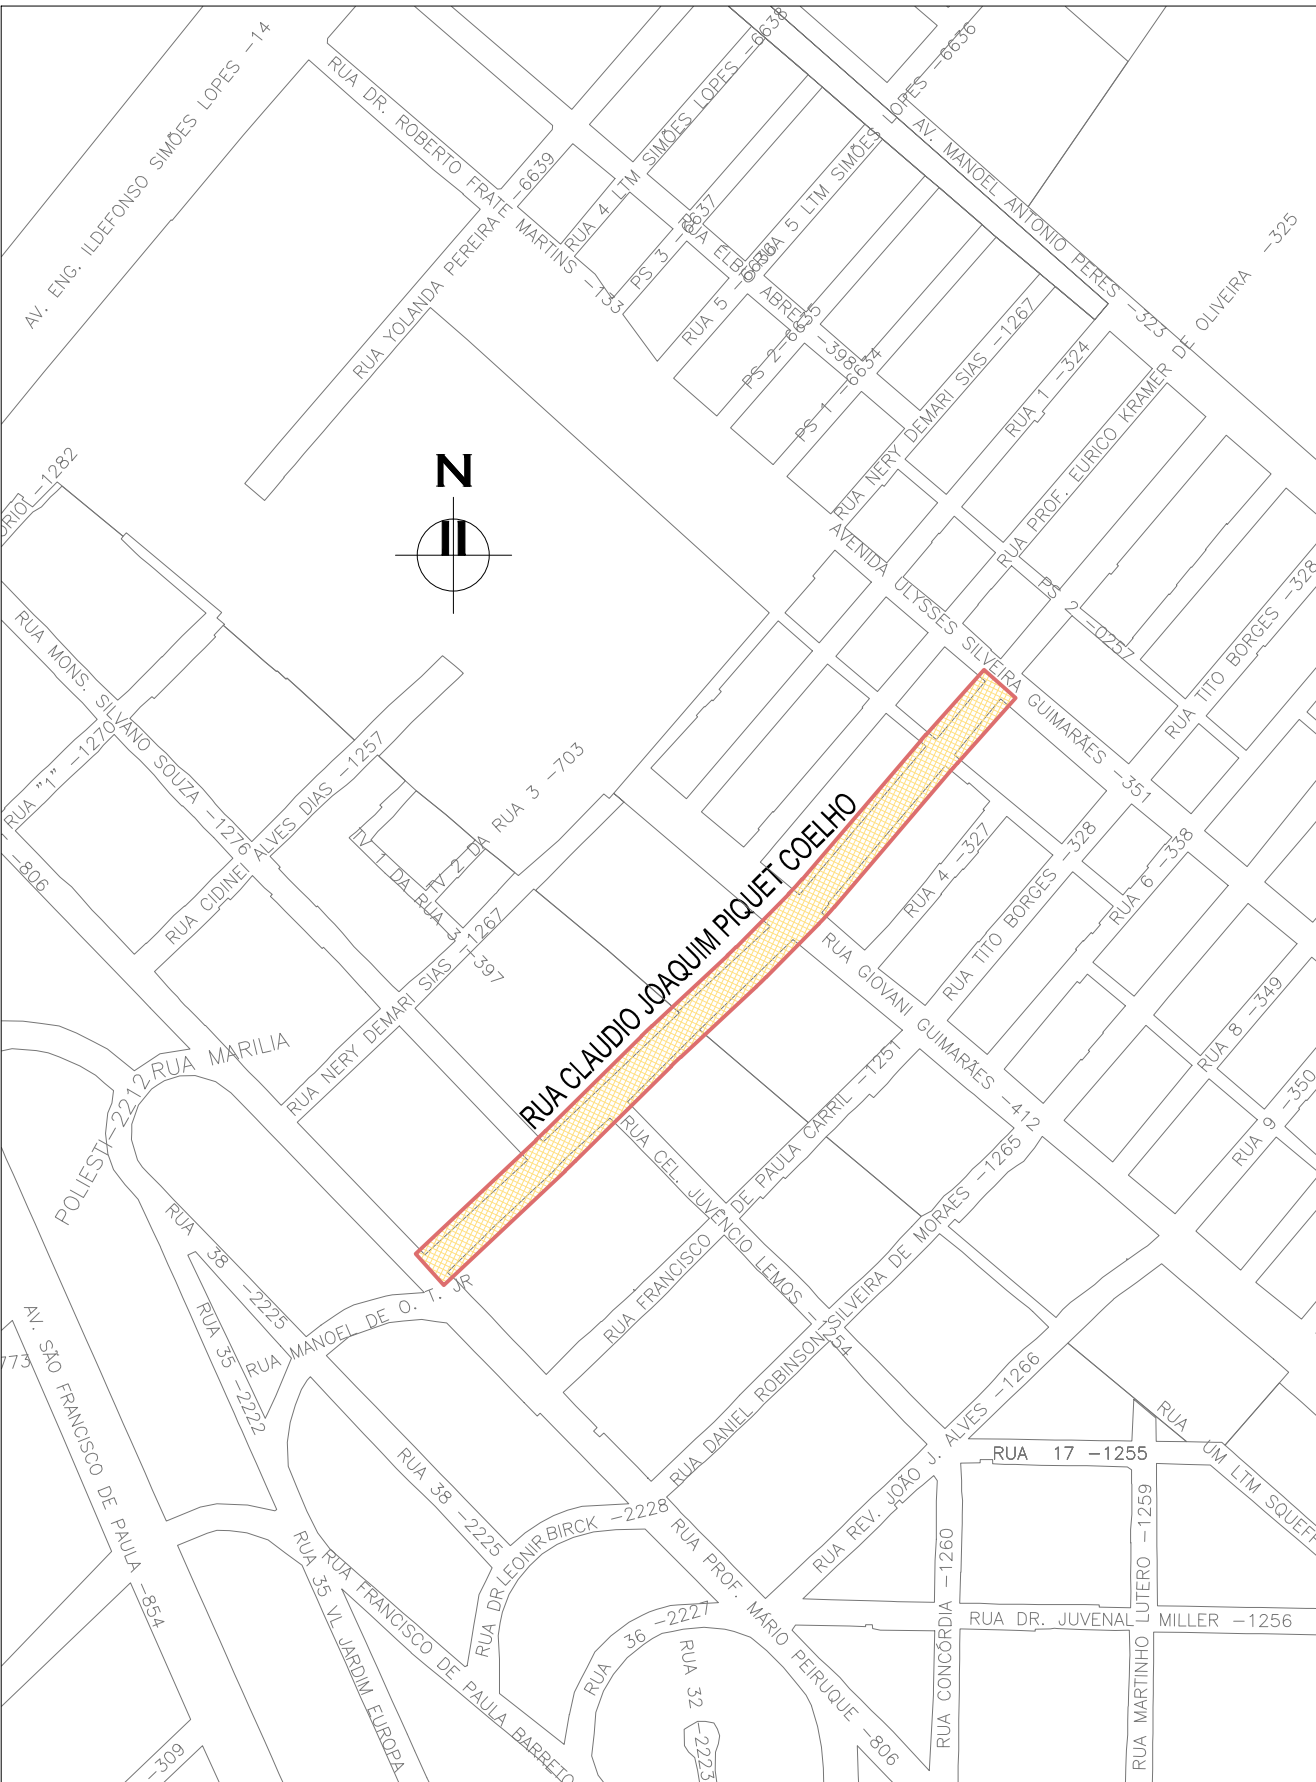 AV. ENG. ILDEFONSO SIMÕES LOPES -14
RUA DR. ROBERTO FRATE MARTINS -133
RUA YOLANDA PEREIRA -6639
RUA 4 LTM SIMÕES LOPES -6638
PS 3 -6637
RUA 5 LTM SIMÕES LOPES -6636
RUA 5 -6636
RUA ELBI ABREU -398
PS 2-6635
PS 1 -6634
AV. MANOEL ANTONIO PERES -323
RUA NERY DEMARI SIAS -1267
RUA 1 -324
RUA PROF. EURICO KRAMER DE OLIVEIRA -325
N
-1282
AVENIDA ULYSSES SILVEIRA GUIMARÃES -351
PS 2 -0257
RUA TITO BORGES -328
RUA MONS. SILVANO SOUZA -1276
RUA "1" -1270
-806
RUA CIDINEI ALVES DIAS -1257
RUA 3 -703
TV 2 DA
TV 1 DA RUA 3 -397
RUA NERY DEMARI SIAS -1267
RUA CLAUDIO JOAQUIM PIQUET COELHO
RUA 4 -327
RUA TITO BORGES -328
RUA 6 -338
RUA 8 -349
RUA 9 -350
RUA GIOVANI GUIMARÃES -412
RUA MARILIA
POLIESTI -2212
RUA CEL. JUVENCIO LEMOS -1254
RUA FRANCISCO DE PAULA CARRIL -1251
RUA DANIEL ROBINSON SILVEIRA DE MORAES -1265
RUA 38 -2225
RUA 35 -2222
RUA MANOEL DE O. T. JR
AV. SÃO FRANCISCO DE PAULA -854
773
RUA REV. JOÃO J. ALVES -1266
RUA 17 -1255
RUA UM LTM SQUEFF
RUA 38 -2225
RUA DR LEONIR BIRCK -2228
RUA PROF. MÁRIO PEIRUQUE -806
RUA CONCÓRDIA -1260
RUA MARTINHO LUTERO -1259
RUA DR. JUVENAL MILLER -1256
RUA 35 VL JARDIM EUROPA
RUA FRANCISCO DE PAULA BARRETO
RUA 36 -2227
RUA 32 -2223
-309